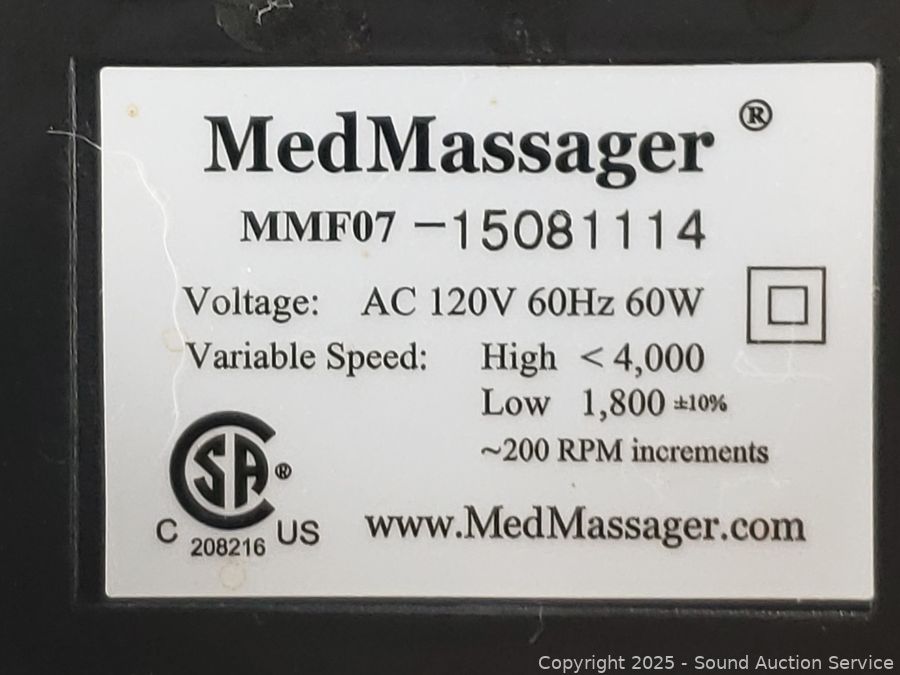 MedMassager ®
MMF07 -15081114
Voltage: AC 120V 60Hz 60W
Variable Speed: High < 4,000
Low 1,800 ±10%
~200 RPM increments
CSA ®
C 208216 US
www.MedMassager.com
Copyright 2025 - Sound Auction Service